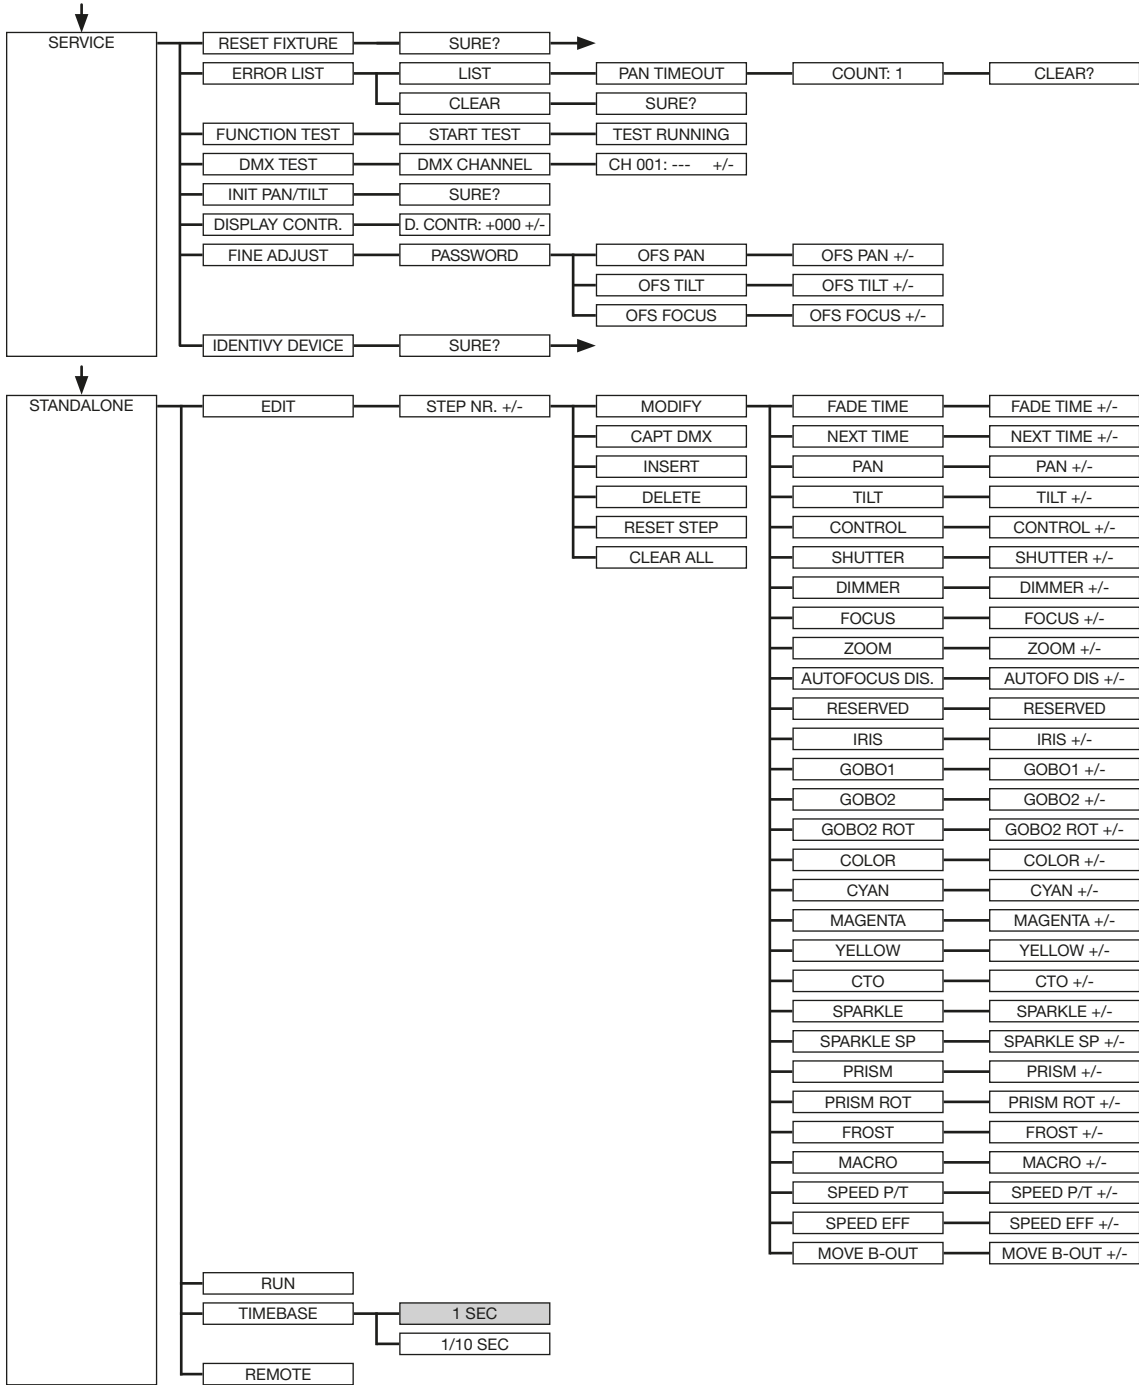 SERVICE RESET FIXTURE SURE?
ERROR LIST LIST PAN TIMEOUT COUNT: 1 CLEAR?
CLEAR SURE?
FUNCTION TEST START TEST TEST RUNNING
DMX TEST DMX CHANNEL CH 001: --- +/-
INIT PAN/TILT SURE?
DISPLAY CONTR. D. CONTR: +000 +/-
FINE ADJUST PASSWORD OFS PAN OFS PAN +/-
OFS TILT OFS TILT +/-
OFS FOCUS OFS FOCUS +/-
IDENTIVY DEVICE SURE?
STANDALONE EDIT STEP NR. +/- MODIFY FADE TIME FADE TIME +/-
CAPT DMX NEXT TIME NEXT TIME +/-
INSERT PAN PAN +/-
DELETE TILT TILT +/-
RESET STEP CONTROL CONTROL +/-
CLEAR ALL SHUTTER SHUTTER +/-
DIMMER DIMMER +/-
FOCUS FOCUS +/-
ZOOM ZOOM +/-
AUTOFOCUS DIS. AUTOFO DIS +/-
RESERVED RESERVED
IRIS IRIS +/-
GOBO1 GOBO1 +/-
GOBO2 GOBO2 +/-
GOBO2 ROT GOBO2 ROT +/-
COLOR COLOR +/-
CYAN CYAN +/-
MAGENTA MAGENTA +/-
YELLOW YELLOW +/-
CTO CTO +/-
SPARKLE SPARKLE +/-
SPARKLE SP SPARKLE SP +/-
PRISM PRISM +/-
PRISM ROT PRISM ROT +/-
FROST FROST +/-
MACRO MACRO +/-
SPEED P/T SPEED P/T +/-
SPEED EFF SPEED EFF +/-
MOVE B-OUT MOVE B-OUT +/-
RUN
TIMEBASE 1 SEC
1/10 SEC
REMOTE